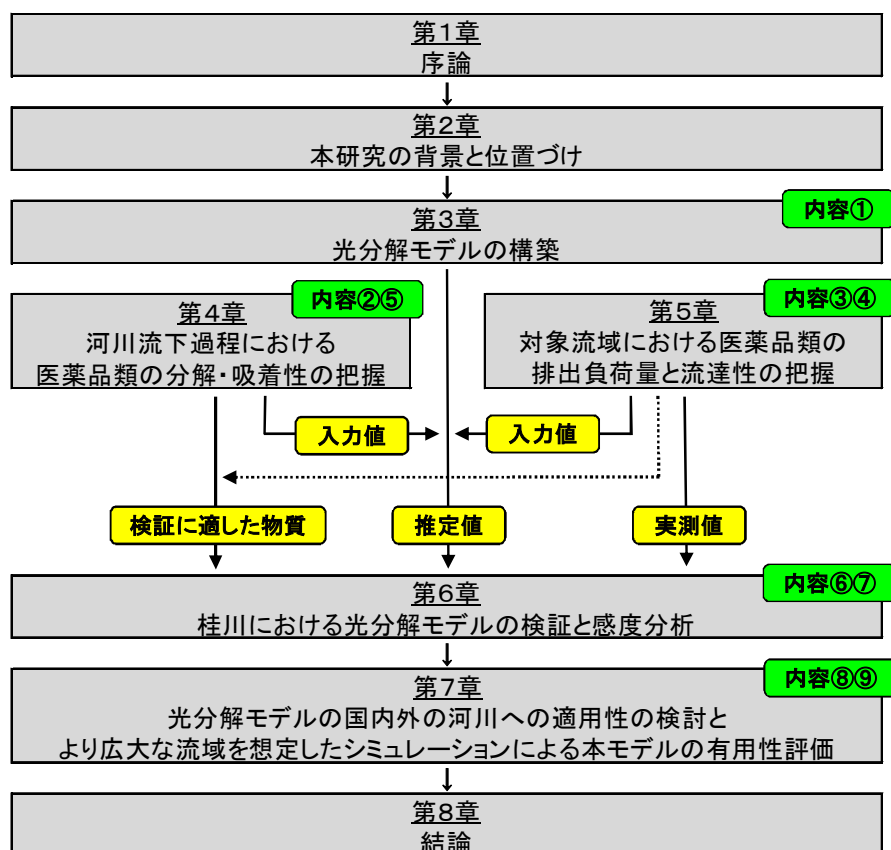 第1章
序論
第2章
本研究の背景と位置づけ
内容①
第3章
光分解モデルの構築
内容②⑤
第4章
河川流下過程における
医薬品類の分解・吸着性の把握
内容③④
第5章
対象流域における医薬品類の
排出負荷量と流達性の把握
入力値
入力値
検証に適した物質
推定値
実測値
内容⑥⑦
第6章
桂川における光分解モデルの検証と感度分析
内容⑧⑨
第7章
光分解モデルの国内外の河川への適用性の検討と
より広大な流域を想定したシミュレーションによる本モデルの有用性評価
第8章
結論